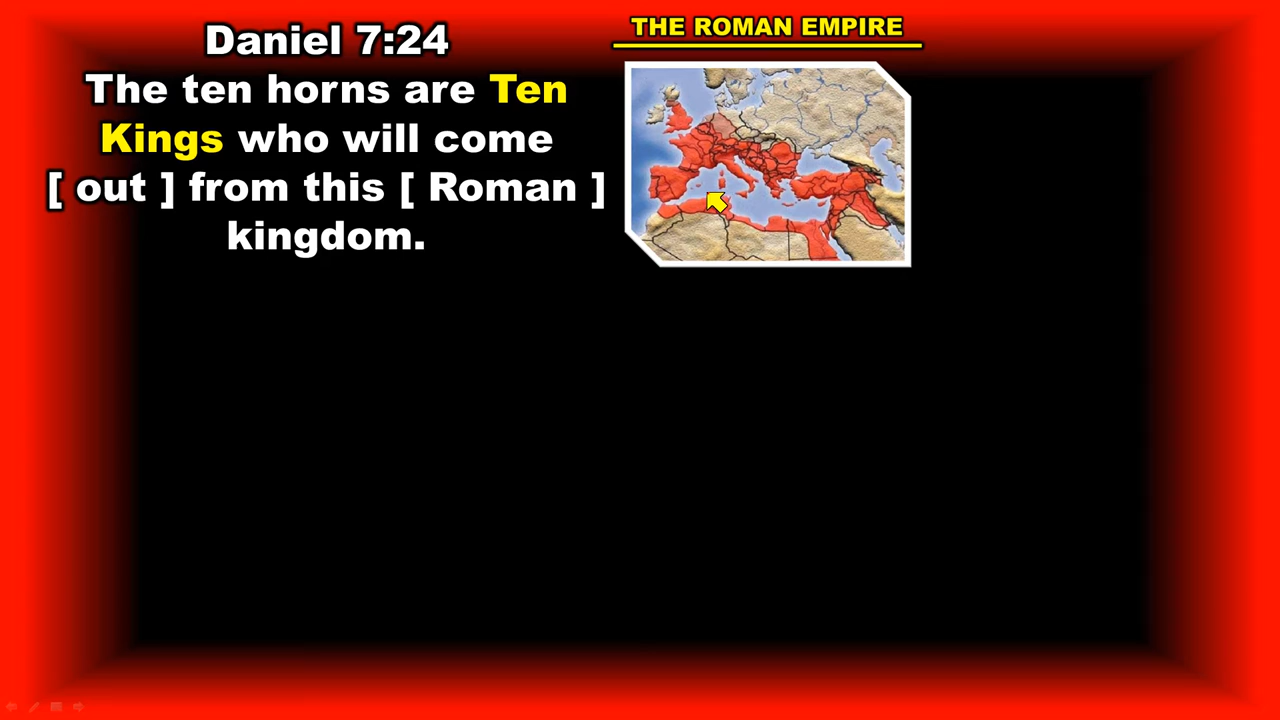 Daniel 7:24
The ten horns are Ten
Kings who will come
[ out ] from this [ Roman ]
kingdom.
THE ROMAN EMPIRE